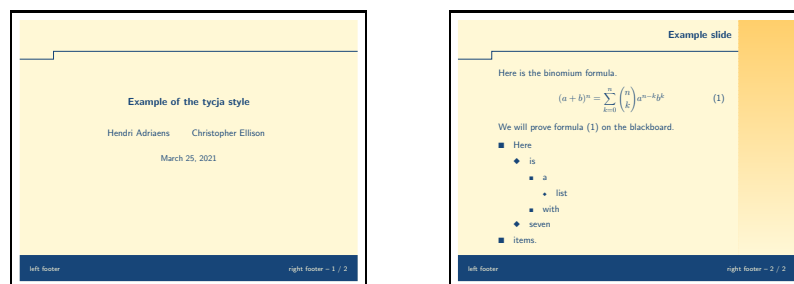 Example of the tycja style
Hendri Adriaens Christopher Ellison
March 25, 2021
left footer right footer – 1 / 2
Example slide
Here is the binomium formula.
(a + b)^n = \sum_{k=0}^{n} \binom{n}{k} a^{n-k} b^k (1)
We will prove formula (1) on the blackboard.
■ Here
◆ is
■ a
◆ list
■ with
◆ seven
■ items.
left footer right footer – 2 / 2